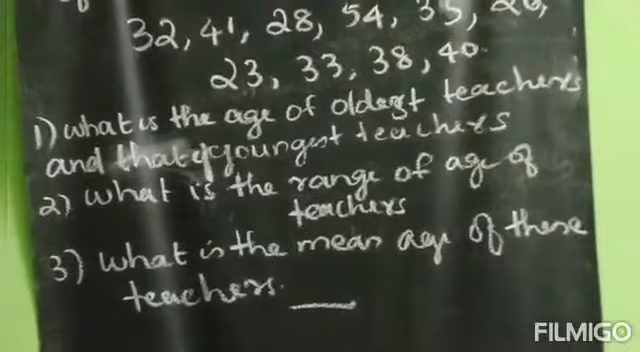 32, 41, 28, 54, 35, 26,
23, 33, 38, 40.
1) what is the age of oldest teachers
and that of youngest teachers
2) what is the range of age of
teachers
3) what is the mean age of these
teachers.
FILMIGO